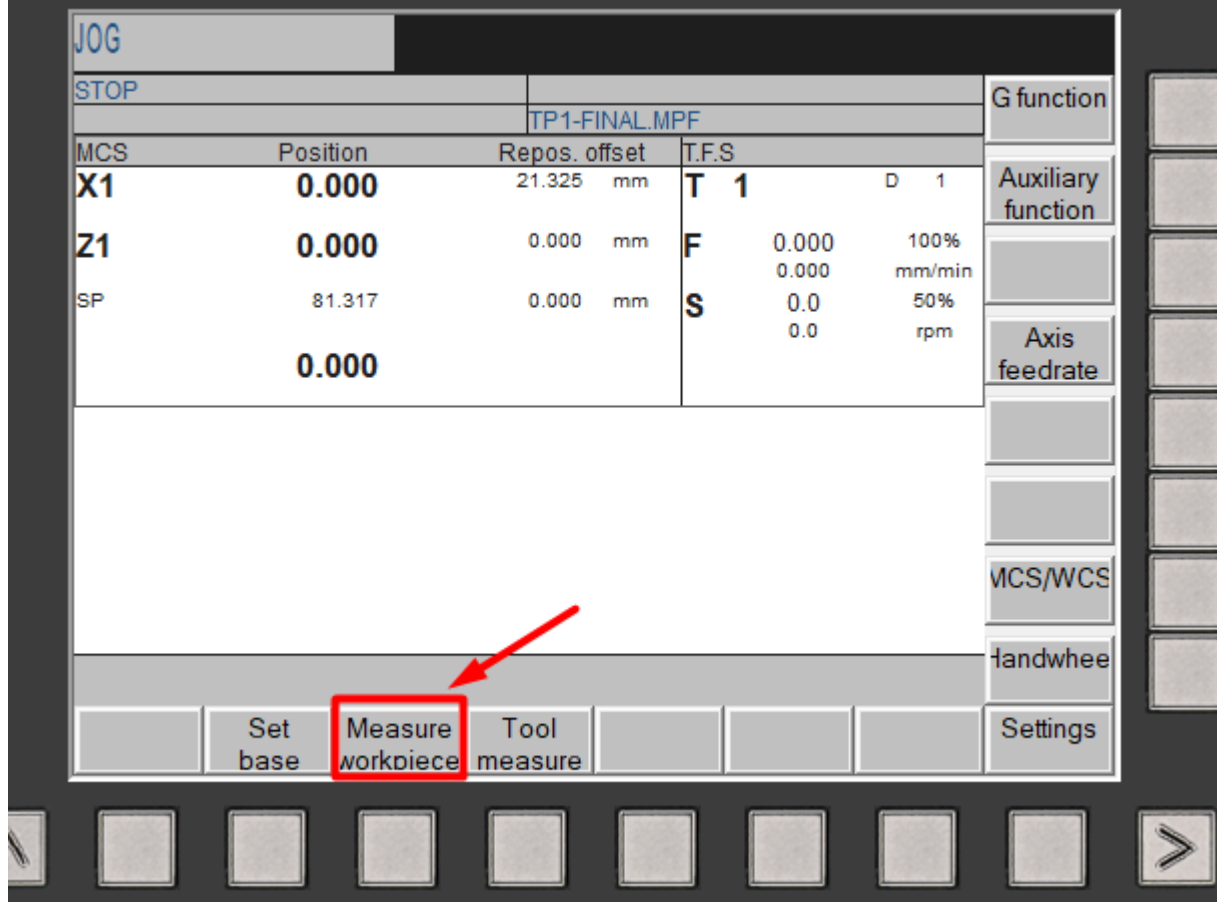 JOG
STOP
G function
TP1-FINAL.MPF
MCS Position Repos. offset T.F.S
X1 0.000 21.325 mm T 1 D 1
Auxiliary
function
Z1 0.000 0.000 mm F 0.000 100%
0.000 mm/min
SP 81.317 0.000 mm S 0.0 50%
0.0 rpm
Axis
feedrate
0.000
MCS/WCS
Handwhee
Set
base
Measure
workpiece
Tool
measure
Settings
>